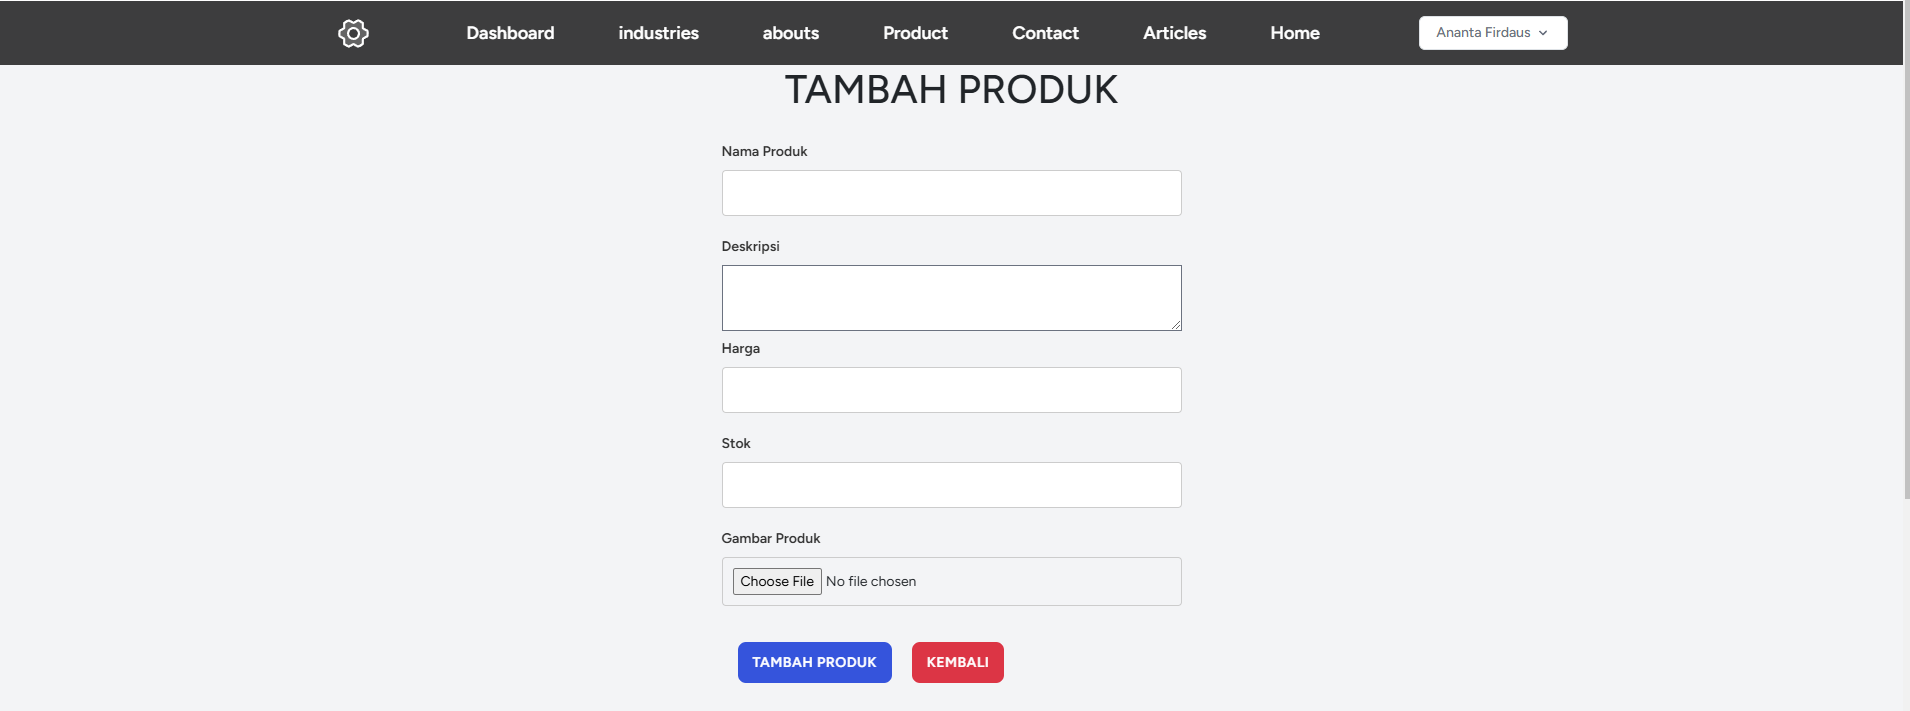 Dashboard industries abouts Product Contact Articles Home Ananta Firdaus
TAMBAH PRODUK
Nama Produk
Deskripsi
Harga
Stok
Gambar Produk
Choose File No file chosen
TAMBAH PRODUK KEMBALI